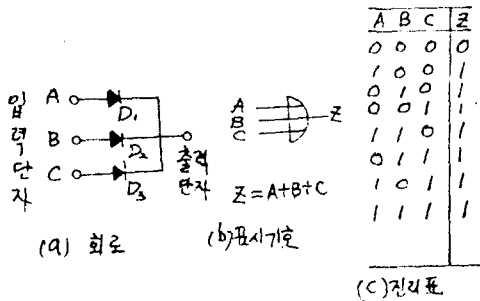 입력단자
A
D₁
B
D₂
C
D₃
출력단자
(a) 회로
A
B
C
Z
Z=A+B+C
(b)표시기호
A B C Z
0 0 0 0
1 0 0 1
0 1 0 1
0 0 1 1
1 1 0 1
0 1 1 1
1 0 1 1
1 1 1 1
(C)진리표